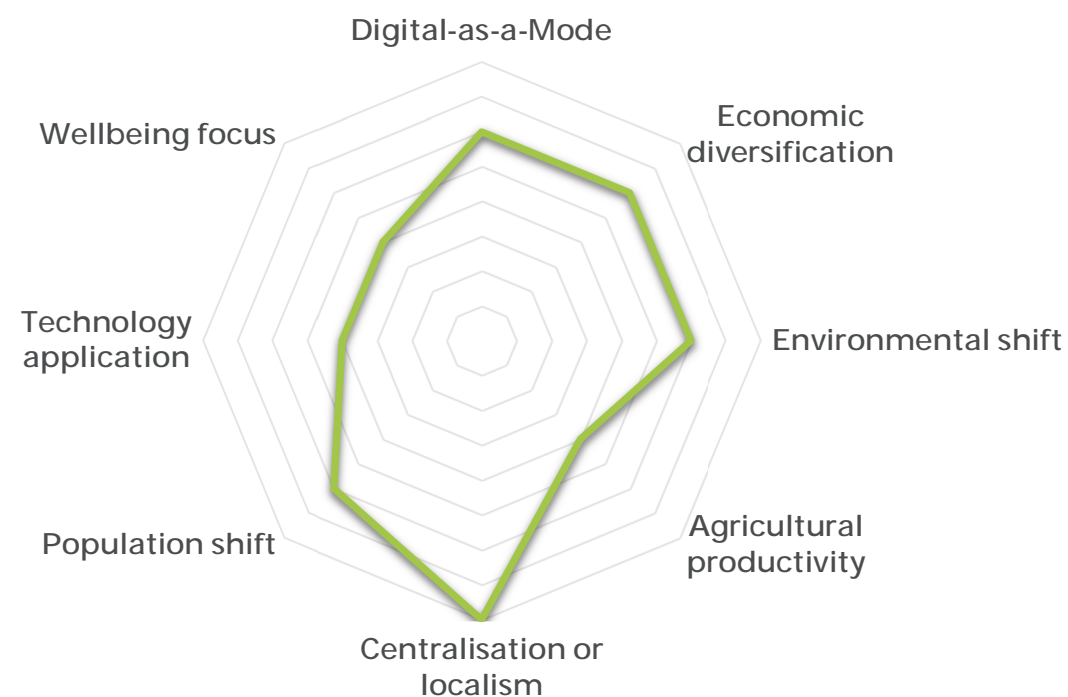 Digital-as-a-Mode
Economic
diversification
Environmental shift
Agricultural
productivity
Centralisation or
localism
Population shift
Technology
application
Wellbeing focus